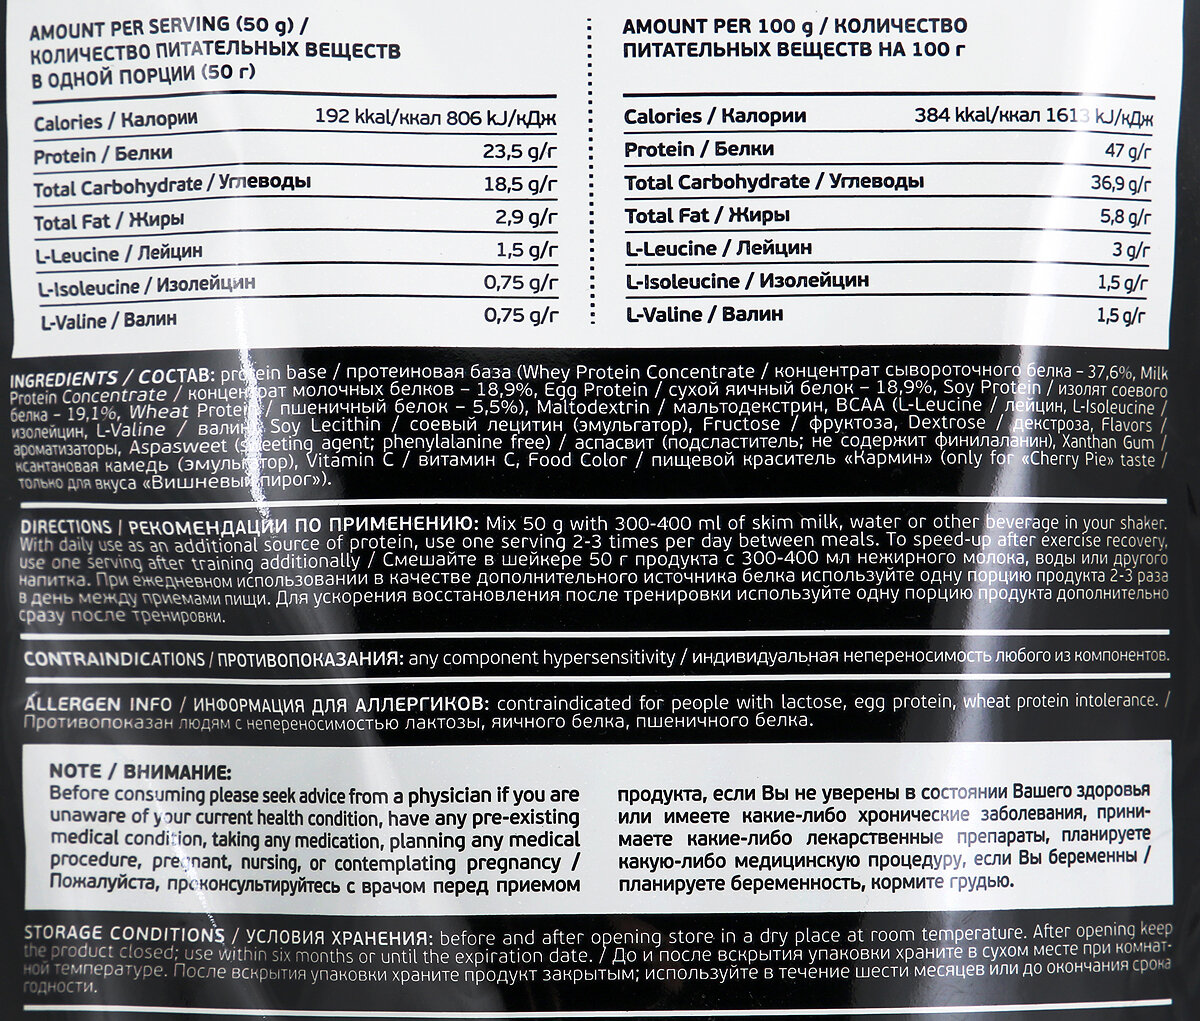 AMOUNT PER SERVING (50 g) /
КОЛИЧЕСТВО ПИТАТЕЛЬНЫХ ВЕЩЕСТВ
В ОДНОЙ ПОРЦИИ (50 г)
Calories / Калории 192 kkal/ккал 806 kJ/кДж
Protein / Белки 23,5 g/г
Total Carbohydrate / Углеводы 18,5 g/г
Total Fat / Жиры 2,9 g/г
L-Leucine / Лейцин 1,5 g/г
L-Isoleucine / Изолейцин 0,75 g/г
L-Valine / Валин 0,75 g/г
AMOUNT PER 100 g / КОЛИЧЕСТВО
ПИТАТЕЛЬНЫХ ВЕЩЕСТВ НА 100 г
Calories / Калории 384 kkal/ккал 1613 kJ/кДж
Protein / Белки 47 g/г
Total Carbohydrate / Углеводы 36,9 g/г
Total Fat / Жиры 5,8 g/г
L-Leucine / Лейцин 3 g/г
L-Isoleucine / Изолейцин 1,5 g/г
L-Valine / Валин 1,5 g/г
INGREDIENTS / СОСТАВ: protein base / протеиновая база (Whey Protein Concentrate / концентрат сывороточного белка - 37,6%, Milk
Protein Concentrate / концентрат молочных белков – 18,9%, Egg Protein / сухой яичный белок – 18,9%, Soy Protein / изолят соевого
белка - 19,1%, Wheat Protein / пшеничный белок – 5,5%), Maltodextrin / мальтодекстрин, BCAA (L-Leucine / лейцин, L-Isoleucine /
изолейцин, L-Valine / валин), Soy Lecithin / соевый лецитин (эмульгатор), Fructose / фруктоза, Dextrose / декстроза, Flavors /
ароматизаторы, Aspasweet (sweeting agent; phenylalanine free) / аспасвит (подсластитель; не содержит финилаланин), Xanthan Gum /
ксантановая камедь (эмульгатор), Vitamin C / витамин C, Food Color / пищевой краситель «Кармин» (only for «Cherry Pie» taste /
только для вкуса «Вишневый пирог»).
DIRECTIONS / РЕКОМЕНДАЦИИ ПО ПРИМЕНЕНИЮ: Mix 50 g with 300-400 ml of skim milk, water or other beverage in your shaker.
With daily use as an additional source of protein, use one serving 2-3 times per day between meals. To speed-up after exercise recovery,
use one serving after training additionally / Смешайте в шейкере 50 г продукта с 300-400 мл нежирного молока, воды или другого
напитка. При ежедневном использовании в качестве дополнительного источника белка используйте одну порцию продукта 2-3 раза
в день между приемами пищи. Для ускорения восстановления после тренировки используйте одну порцию продукта дополнительно
сразу после тренировки.
CONTRAINDICATIONS / ПРОТИВОПОКАЗАНИЯ: any component hypersensitivity / индивидуальная непереносимость любого из компонентов.
ALLERGEN INFO / ИНФОРМАЦИЯ ДЛЯ АЛЛЕРГИКОВ: contraindicated for people with lactose, egg protein, wheat protein intolerance. /
Противопоказан людям с непереносимостью лактозы, яичного белка, пшеничного белка.
NOTE / ВНИМАНИЕ:
Before consuming please seek advice from a physician if you are
unaware of your current health condition, have any pre-existing
medical condition, taking any medication, planning any medical
procedure, pregnant, nursing, or contemplating pregnancy /
Пожалуйста, проконсультируйтесь с врачом перед приемом
продукта, если Вы не уверены в состоянии Вашего здоровья
или имеете какие-либо хронические заболевания, прини-
маете какие-либо лекарственные препараты, планируете
какую-либо медицинскую процедуру, если Вы беременны /
планируете беременность, кормите грудью.
STORAGE CONDITIONS / УСЛОВИЯ ХРАНЕНИЯ: before and after opening store in a dry place at room temperature. After opening keep
the product closed; use within six months or until the expiration date. / До и после вскрытия упаковки храните в сухом месте при комнат-
ной температуре. После вскрытия упаковки храните продукт закрытым; используйте в течение шести месяцев или до окончания срока
годности.